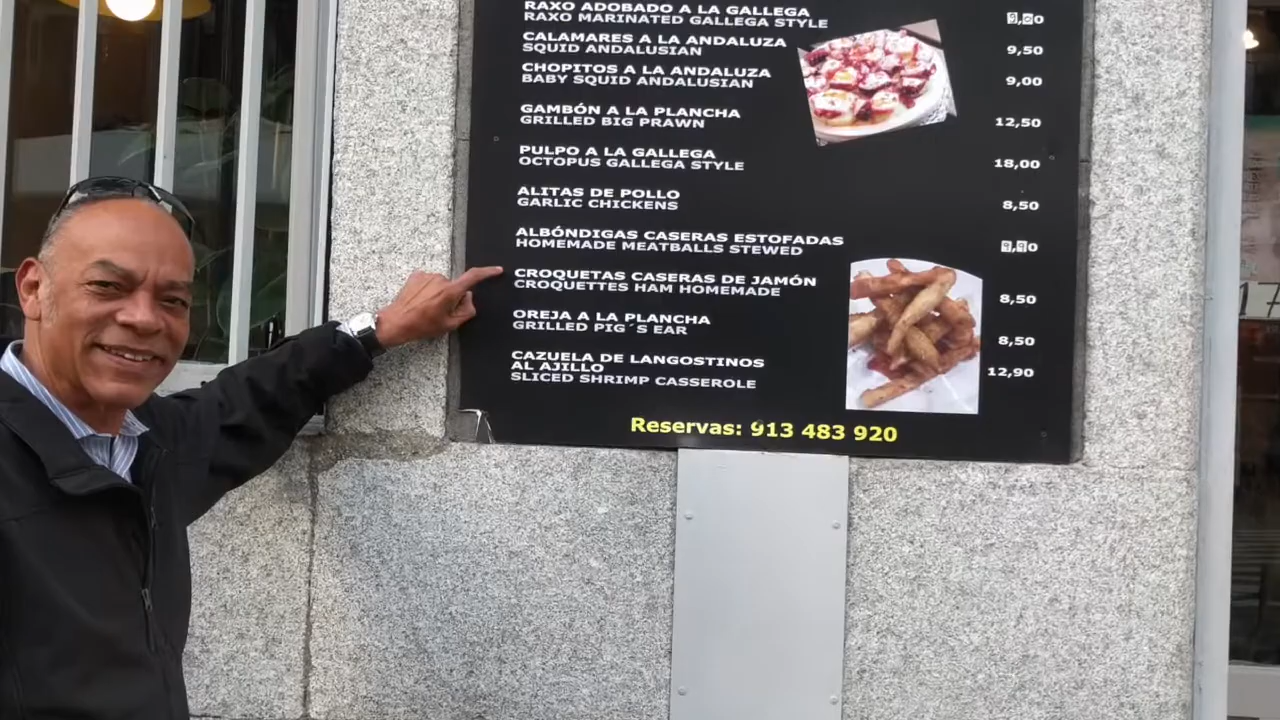 RAXO ADOBADO A LA GALLEGA
RAXO MARINATED GALLEGA STYLE
CALAMARES A LA ANDALUZA 9,50
SQUID ANDALUSIAN
CHOPITOS A LA ANDALUZA 9,00
BABY SQUID ANDALUSIAN
GAMBÓN A LA PLANCHA 12,50
GRILLED BIG PRAWN
PULPO A LA GALLEGA 18,00
OCTOPUS GALLEGA STYLE
ALITAS DE POLLO 8,50
GARLIC CHICKENS
ALBÓNDIGAS CASERAS ESTOFADAS
HOMEMADE MEATBALLS STEWED
CROQUETAS CASERAS DE JAMÓN 8,50
CROQUETTES HAM HOMEMADE
OREJA A LA PLANCHA 8,50
GRILLED PIG´S EAR
CAZUELA DE LANGOSTINOS 12,90
AL AJILLO
SLICED SHRIMP CASSEROLE
Reservas: 913 483 920